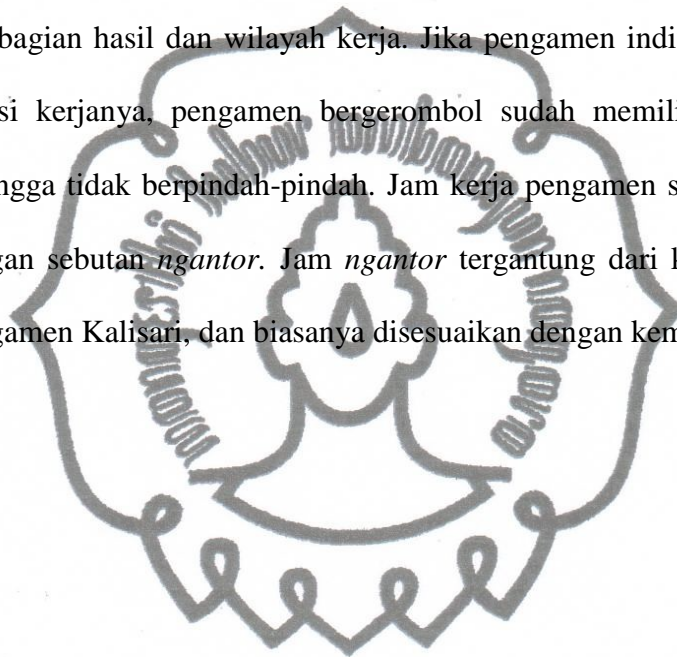 bagian hasil dan wilayah kerja. Jika pengamen indi
si kerjanya, pengamen bergerombol sudah memili
ngga tidak berpindah-pindah. Jam kerja pengamen s
gan sebutan ngantor. Jam ngantor tergantung dari k
gamen Kalisari, dan biasanya disesuaikan dengan kem